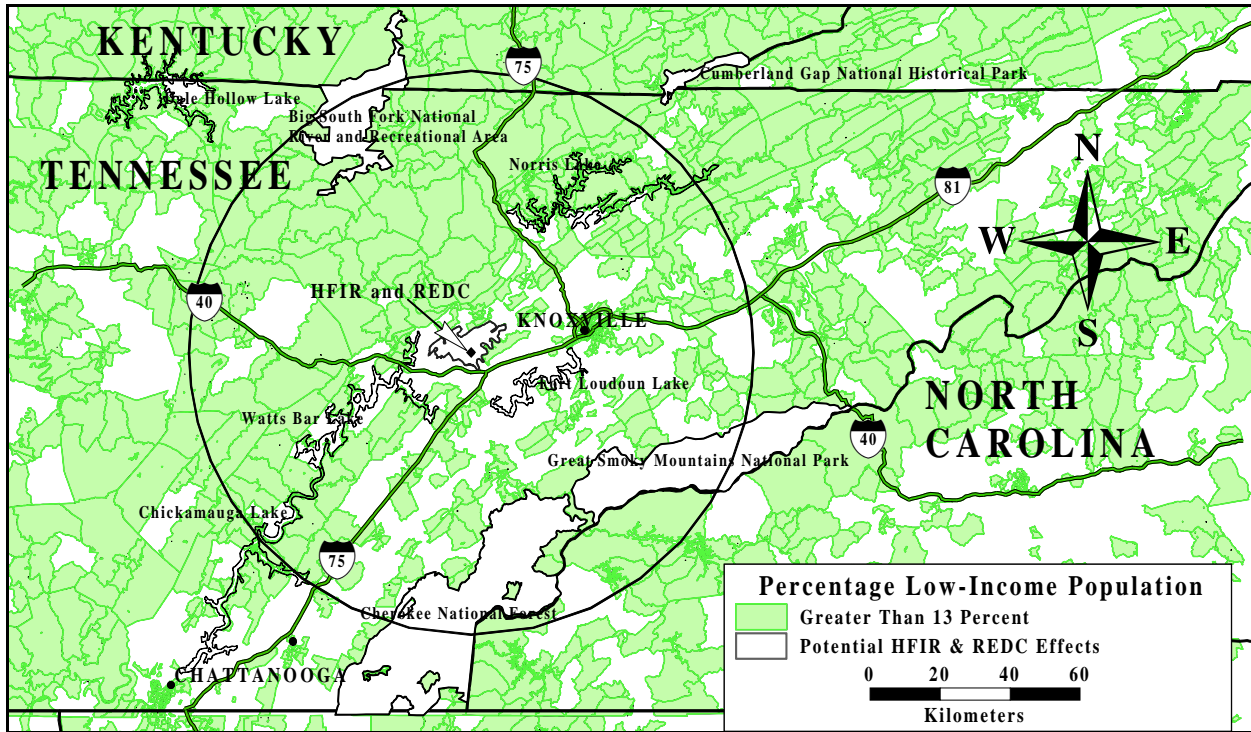 KENTUCKY
75
Cumberland Gap National Historical Park
Dale Hollow Lake
Big South Fork National
River and Recreational Area
N
TENNESSEE
Norris Lake
81
W
E
HFIR and REDC
40
KNOXVILLE
S
Fort Loudoun Lake
NORTH
CAROLINA
Watts Bar Lake
40
Great Smoky Mountains National Park
Chickamauga Lake
75
Cherokee National Forest
CHATTANOOGA
Percentage Low-Income Population
Greater Than 13 Percent
Potential HFIR & REDC Effects
0 20 40 60
Kilometers